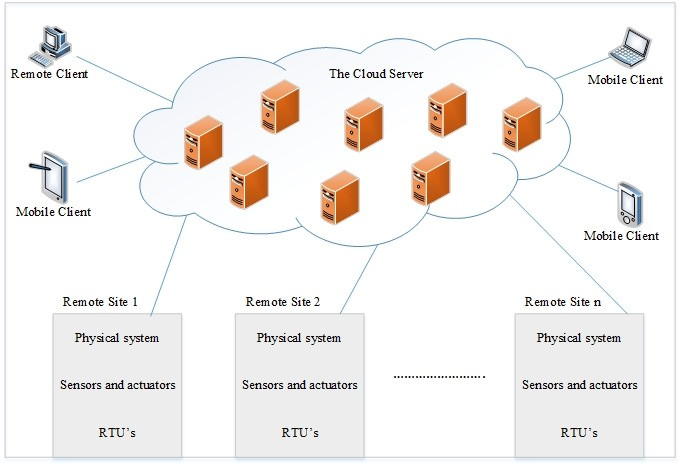 The Cloud Server
Remote Client
Mobile Client
Mobile Client
Mobile Client
Remote Site 1
Remote Site 2
Remote Site n
Physical system
Sensors and actuators
RTU's
Physical system
Sensors and actuators
RTU's
.........................
Physical system
Sensors and actuators
RTU's